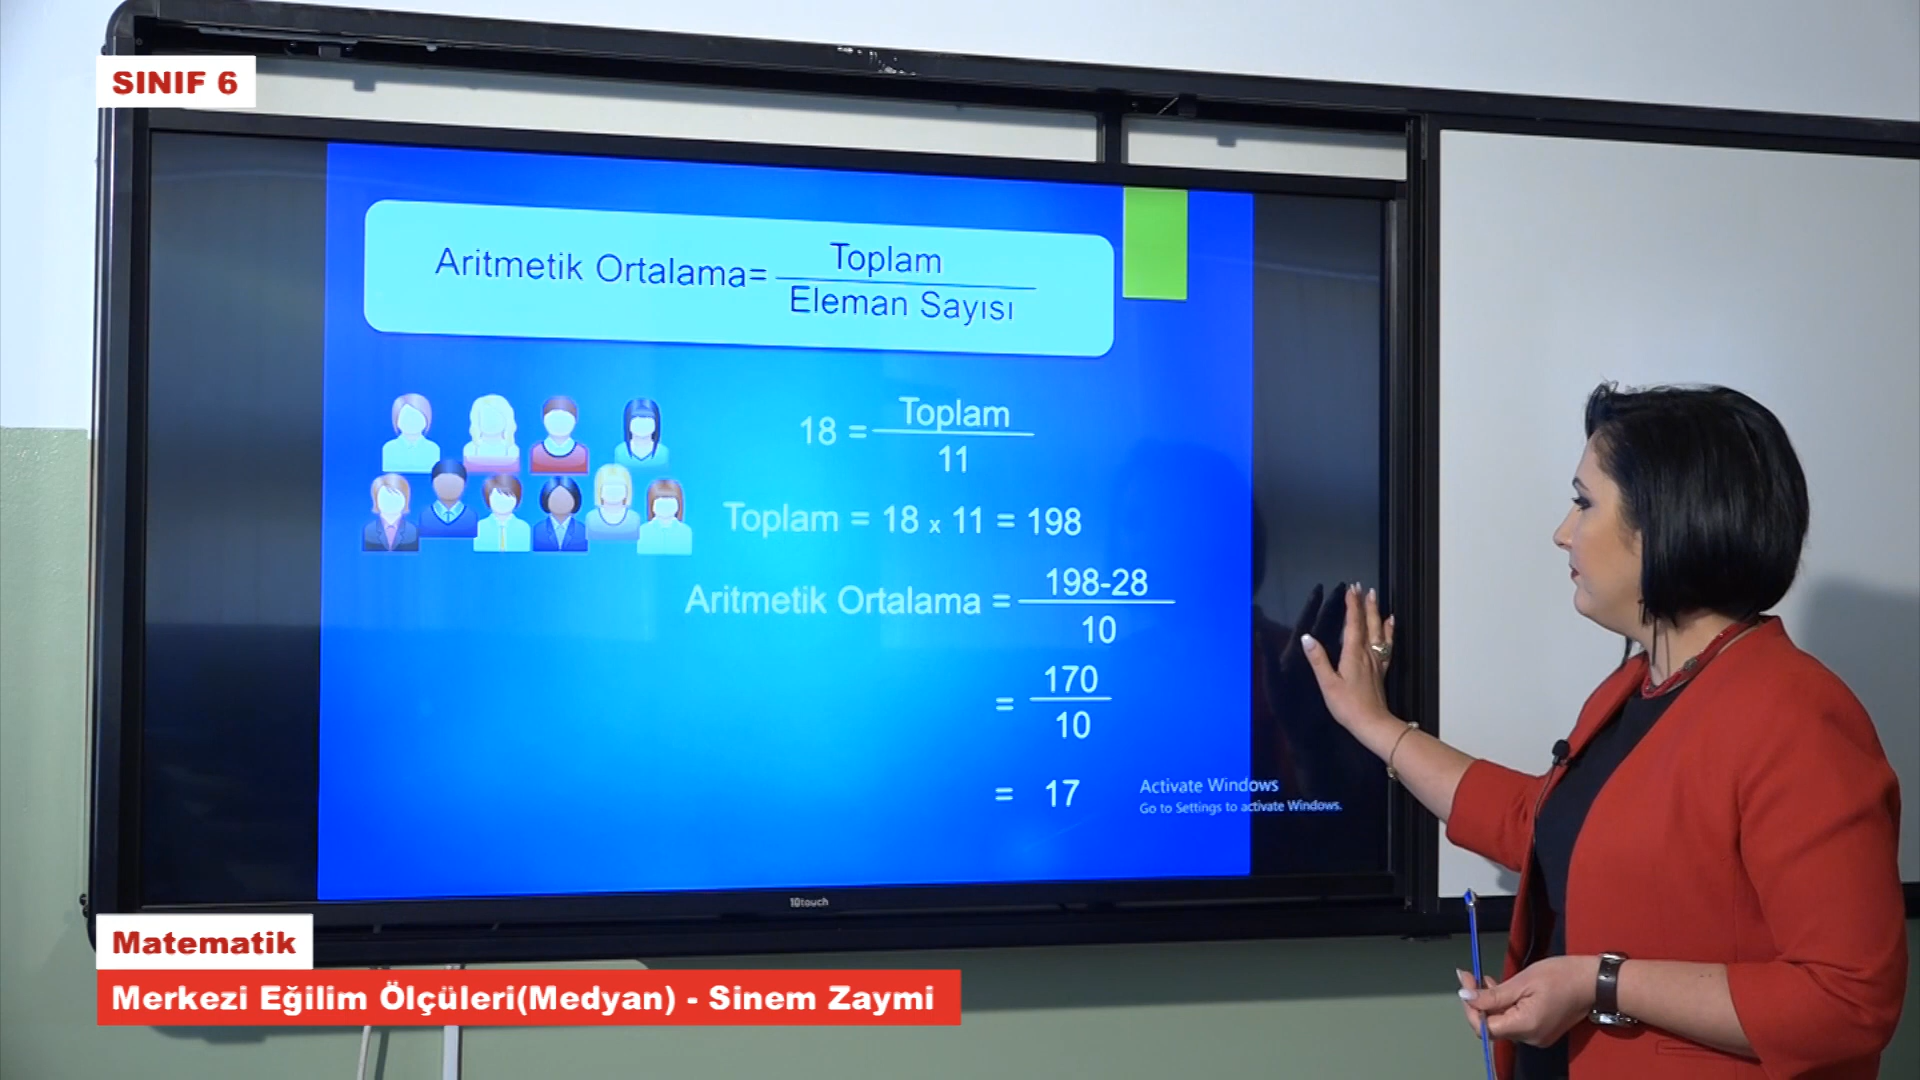 SINIF 6
Aritmetik Ortalama= Toplam
Eleman Sayısı
18 = Toplam
11
Toplam = 18 x 11 = 198
Aritmetik Ortalama = 198-28
10
= 170
10
= 17
Activate Windows
Go to Settings to activate Windows.
10touch
Matematik
Merkezi Eğilim Ölçüleri(Medyan) - Sinem Zaymi